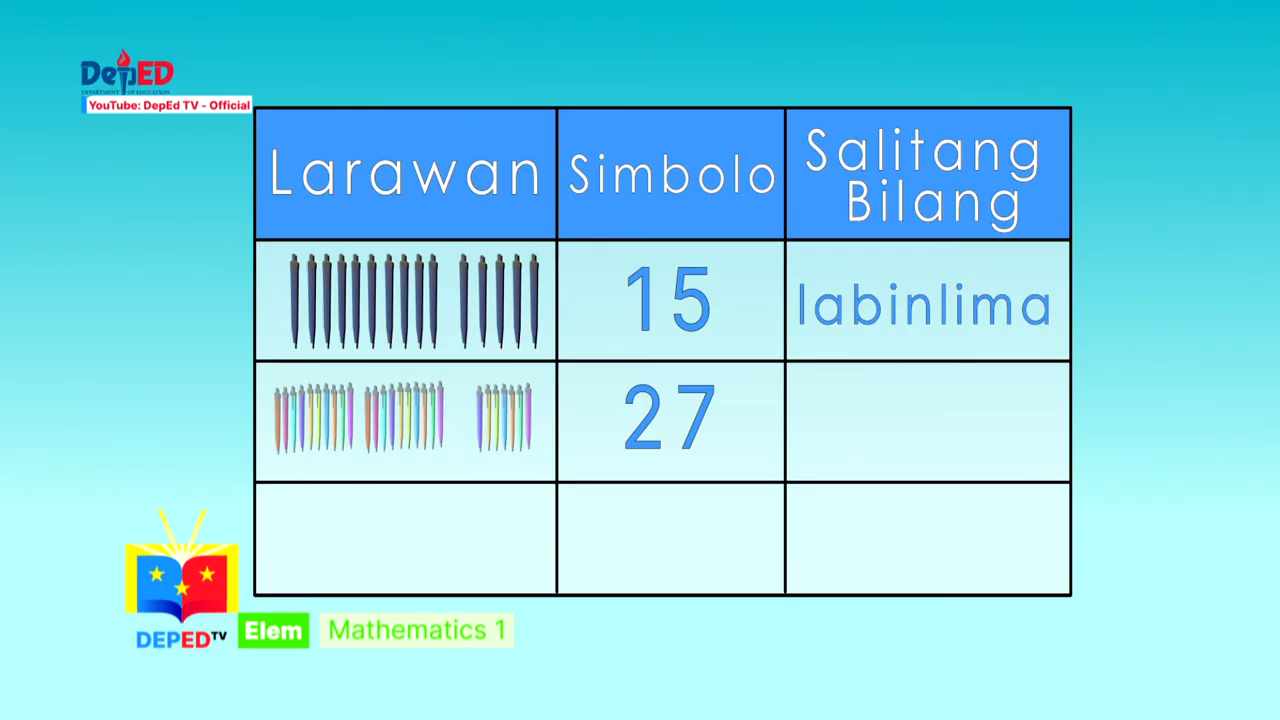 DepED
DEPARTMENT OF EDUCATION
YouTube: DepEd TV - Official
Larawan
Simbolo
Salitang
Bilang
15
labinlima
27
DEPED TV
Elem
Mathematics 1